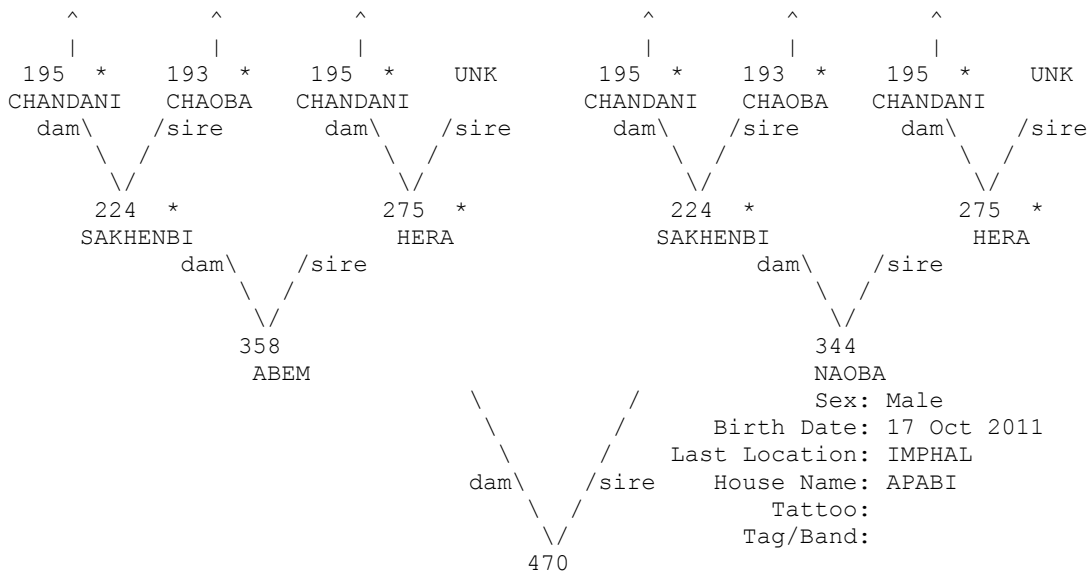 ^ ^ ^ ^ ^ ^
| | | | | |
195 * 193 * 195 * UNK 195 * 193 * 195 * UNK
CHANDANI CHAOBA CHANDANI CHANDANI CHAOBA CHANDANI
dam\ /sire dam\ /sire dam\ /sire dam\ /sire
\ / \ / \ / \ /
\/ \/ \/ \/
224 * 275 * 224 * 275 *
SAKHENBI HERA SAKHENBI HERA
dam\ /sire dam\ /sire
\ / \ /
\/ \/
358 344
ABEM NAOBA
\ / Sex: Male
\ / Birth Date: 17 Oct 2011
\ / Last Location: IMPHAL
dam\ /sire House Name: APABI
\ / Tattoo:
\/ Tag/Band:
470